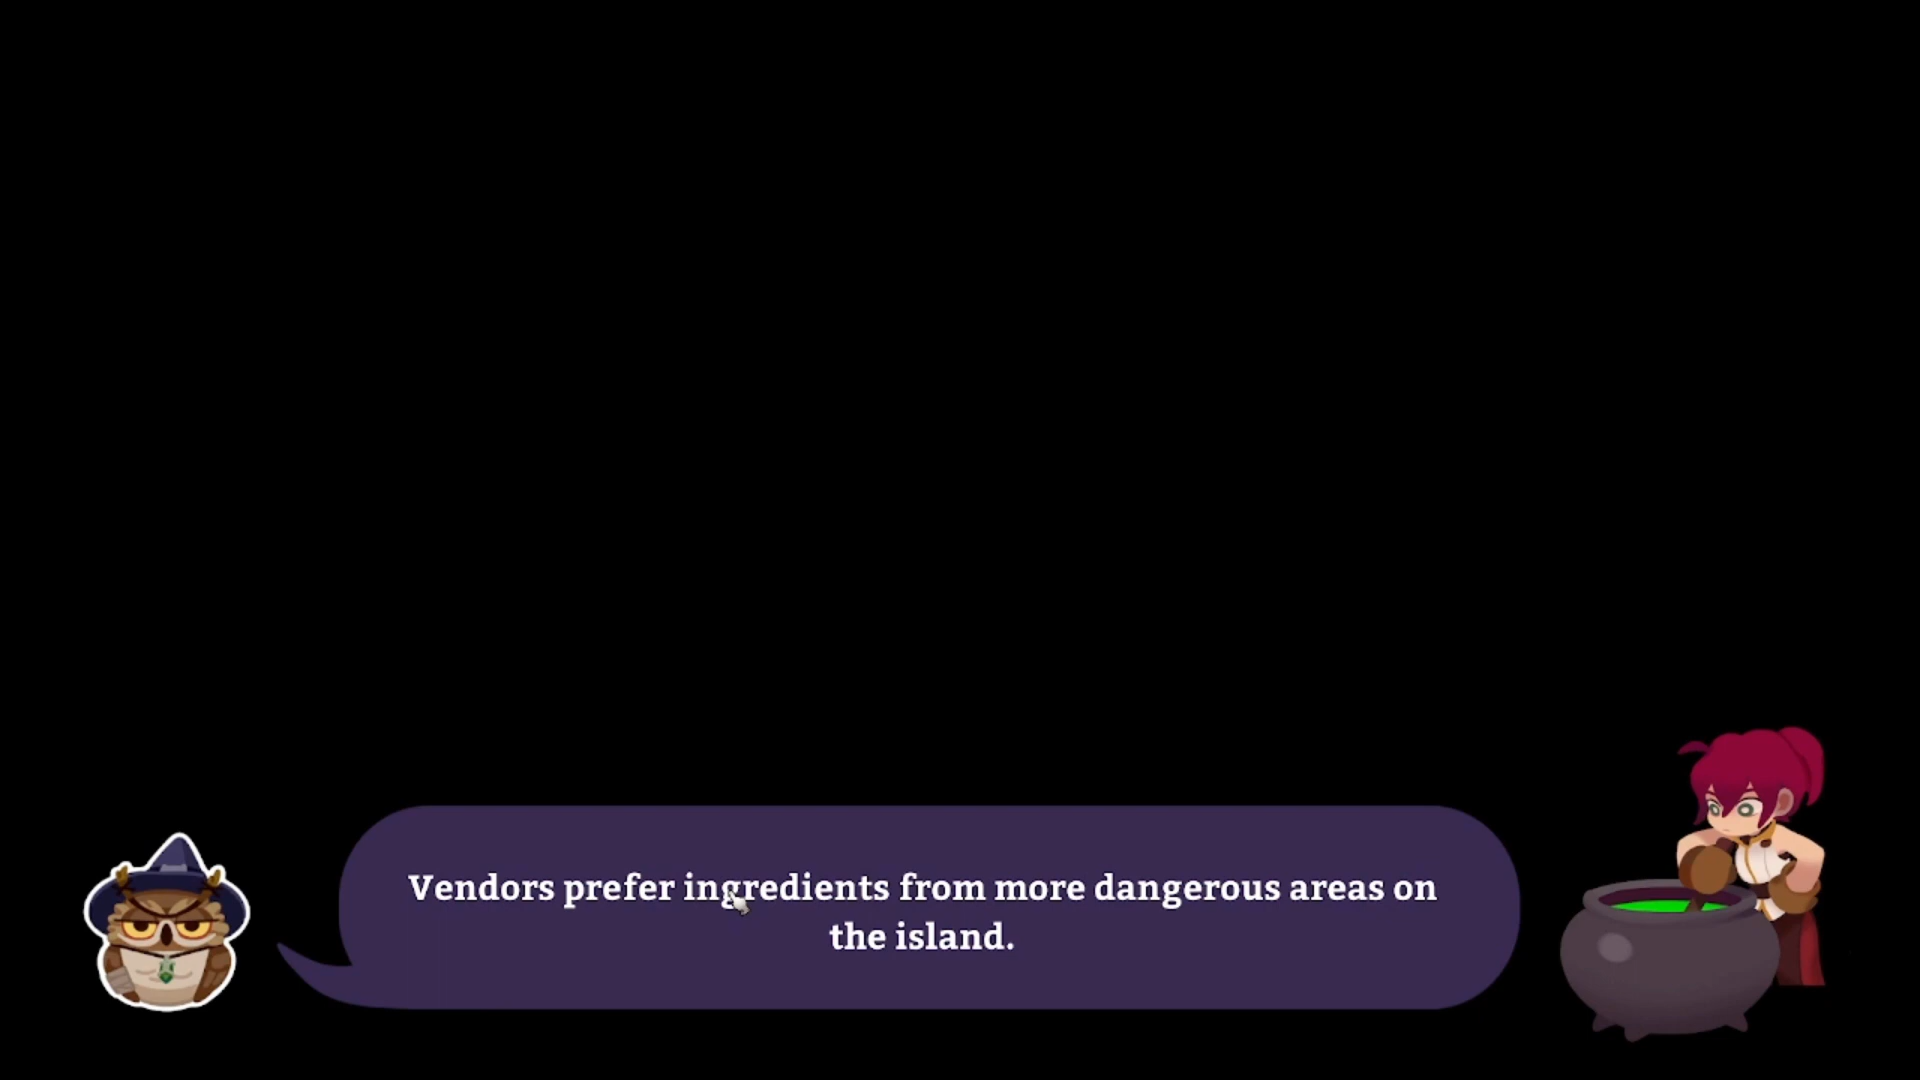 Vendors prefer ingredients from more dangerous areas on
the island.